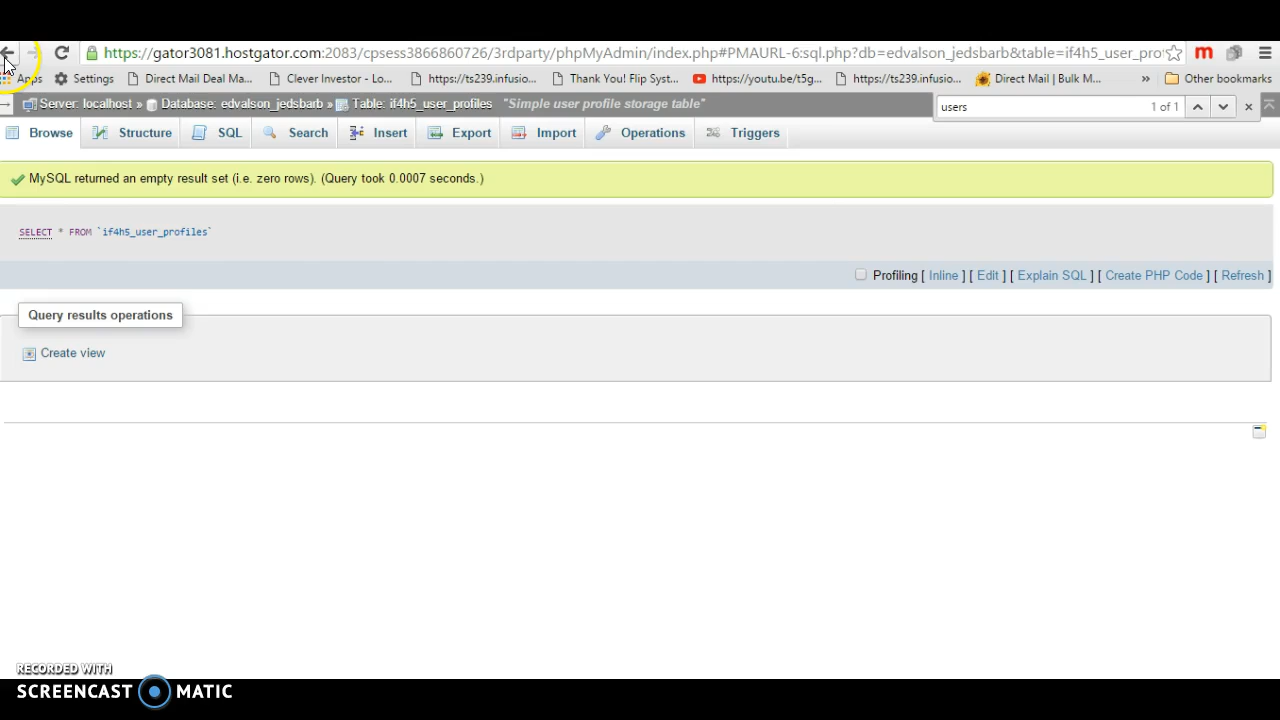 https://gator3081.hostgator.com:2083/cpsess3866860726/3rdparty/phpMyAdmin/index.php#PMAURL-6:sql.php?db=edvalson_jedsbarb&table=if4h5_user_pro
Apps Settings Direct Mail Deal Ma... Clever Investor - Lo... https://ts239.infusio... Thank You! Flip Syst... https://youtu.be/t5g... https://ts239.infusio... Direct Mail | Bulk M... » Other bookmarks
Server: localhost » Database: edvalson_jedsbarb » Table: if4h5_user_profiles "Simple user profile storage table"
users 1 of 1
Browse Structure SQL Search Insert Export Import Operations Triggers
MySQL returned an empty result set (i.e. zero rows). (Query took 0.0007 seconds.)
SELECT * FROM `if4h5_user_profiles`
Profiling [ Inline ] [ Edit ] [ Explain SQL ] [ Create PHP Code ] [ Refresh ]
Query results operations
Create view
RECORDED WITH
SCREENCAST MATIC